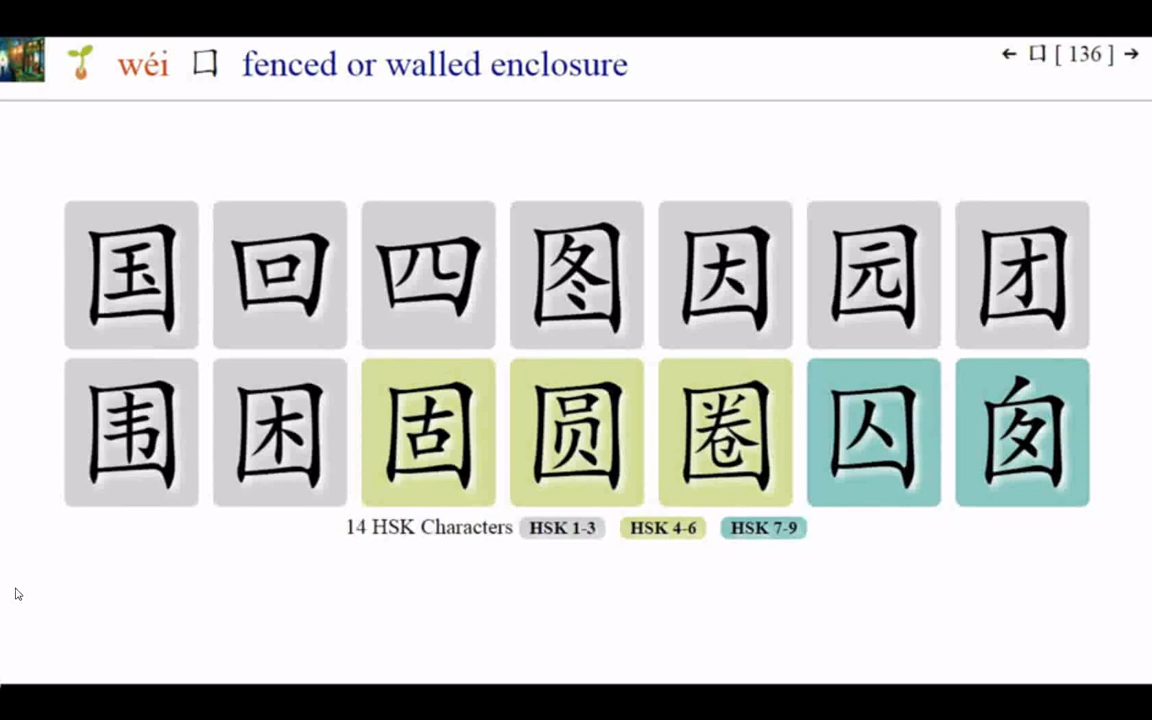 wéi 囗 fenced or walled enclosure
← 囗 [ 136 ] →
国 回 四 图 因 园 团
围 困 固 圆 圈 囚 囱
14 HSK Characters HSK 1-3 HSK 4-6 HSK 7-9